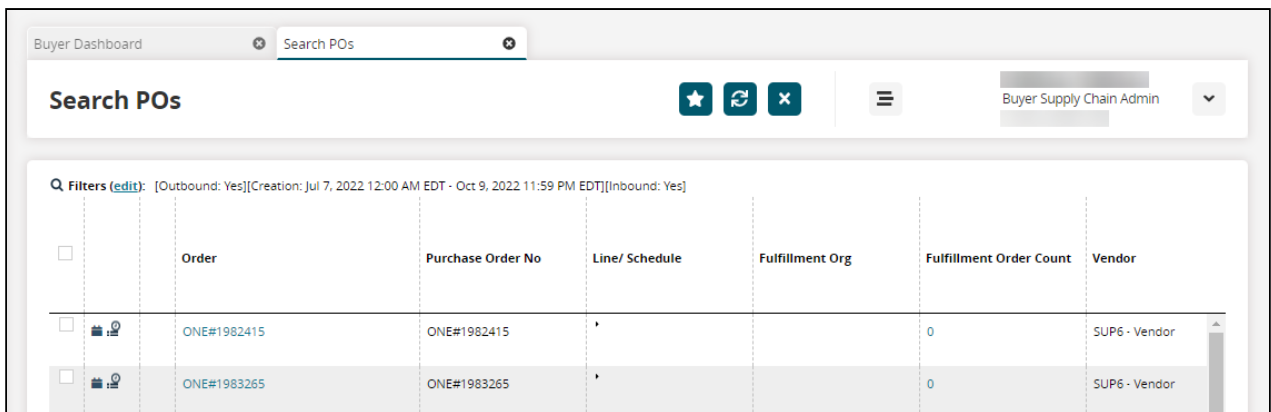 Buyer Dashboard Search POs
Search POs
Buyer Supply Chain Admin
Filters (edit): [Outbound: Yes][Creation: Jul 7, 2022 12:00 AM EDT - Oct 9, 2022 11:59 PM EDT][Inbound: Yes]
Order Purchase Order No Line/ Schedule Fulfillment Org Fulfillment Order Count Vendor
ONE#1982415 ONE#1982415 0 SUP6 - Vendor
ONE#1983265 ONE#1983265 0 SUP6 - Vendor